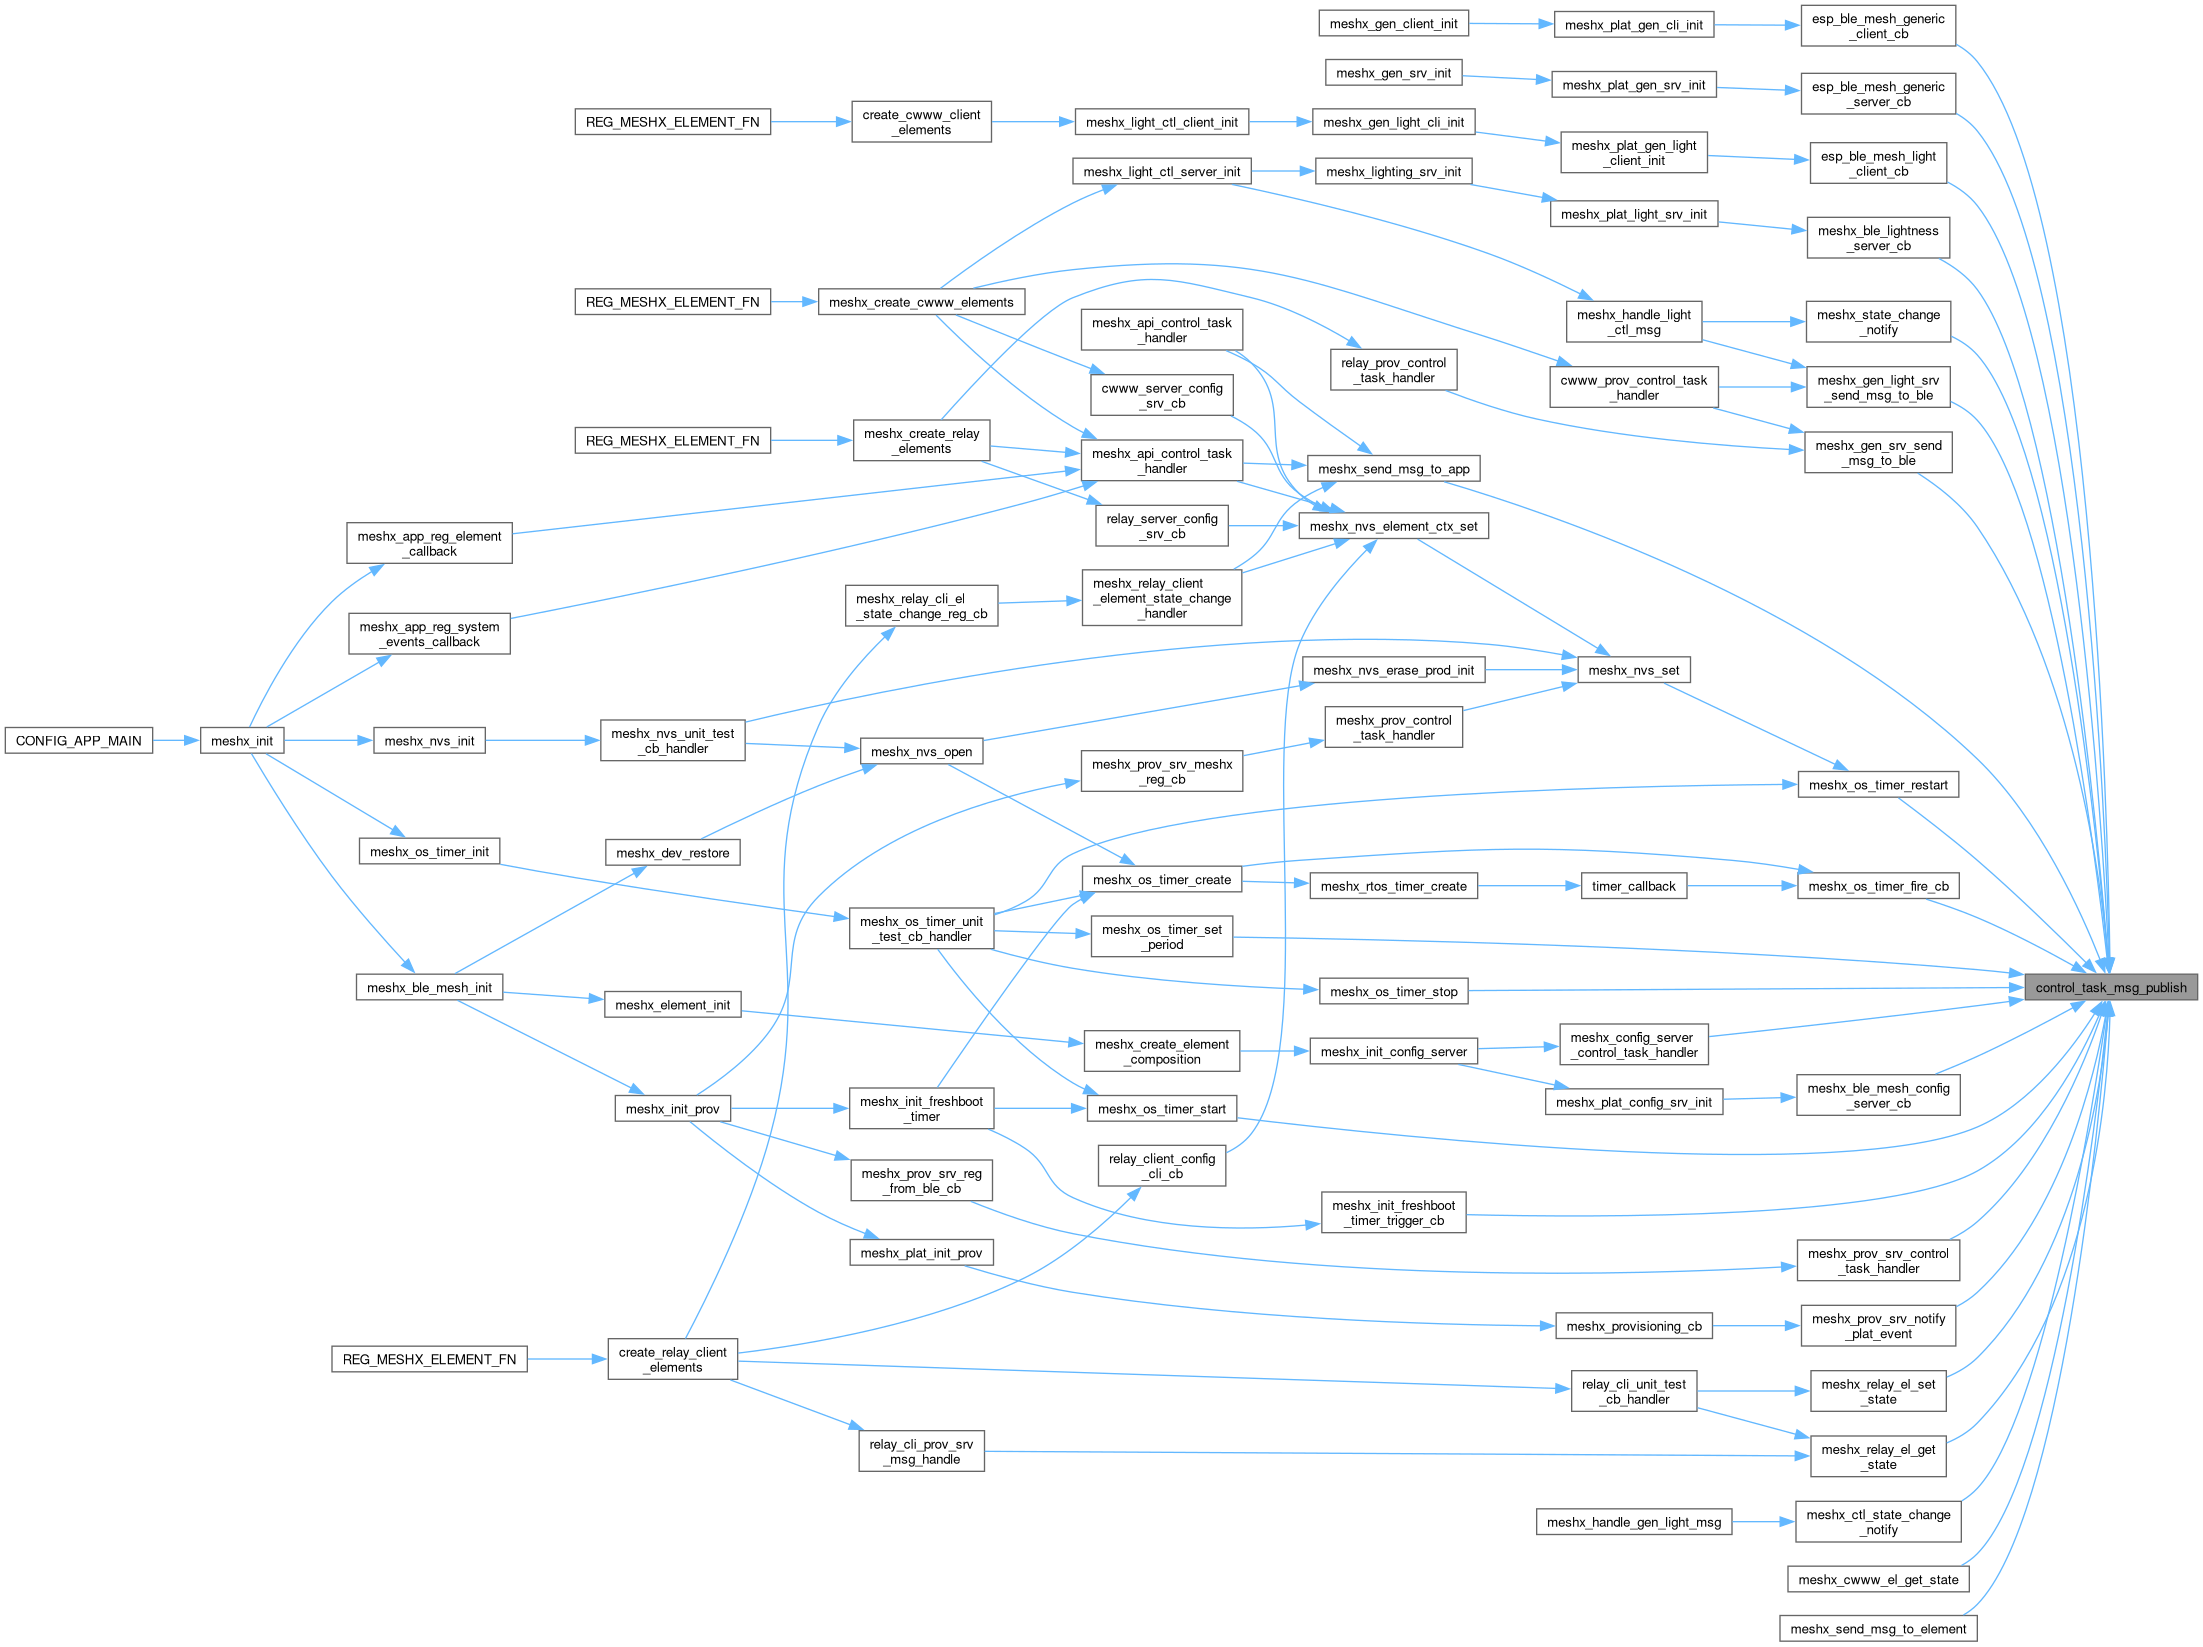 meshx_gen_client_init
meshx_plat_gen_cli_init
esp_ble_mesh_generic
_client_cb
meshx_gen_srv_init
meshx_plat_gen_srv_init
esp_ble_mesh_generic
_server_cb
REG_MESHX_ELEMENT_FN
create_cwww_client
_elements
meshx_light_ctl_client_init
meshx_gen_light_cli_init
meshx_plat_gen_light
_client_init
esp_ble_mesh_light
_client_cb
meshx_light_ctl_server_init
meshx_lighting_srv_init
meshx_plat_light_srv_init
meshx_ble_lightness
_server_cb
REG_MESHX_ELEMENT_FN
meshx_create_cwww_elements
meshx_api_control_task
_handler
meshx_handle_light
_ctl_msg
meshx_state_change
_notify
relay_prov_control
_task_handler
cwww_prov_control_task
_handler
meshx_gen_light_srv
_send_msg_to_ble
cwww_server_config
_srv_cb
REG_MESHX_ELEMENT_FN
meshx_create_relay
_elements
meshx_api_control_task
_handler
meshx_send_msg_to_app
meshx_gen_srv_send
_msg_to_ble
meshx_app_reg_element
_callback
relay_server_config
_srv_cb
meshx_nvs_element_ctx_set
meshx_app_reg_system
_events_callback
meshx_relay_cli_el
_state_change_reg_cb
meshx_relay_client
_element_state_change
_handler
meshx_nvs_erase_prod_init
meshx_nvs_set
CONFIG_APP_MAIN
meshx_init
meshx_nvs_init
meshx_nvs_unit_test
_cb_handler
meshx_nvs_open
meshx_prov_srv_meshx
_reg_cb
meshx_prov_control
_task_handler
meshx_os_timer_restart
meshx_os_timer_init
meshx_dev_restore
meshx_os_timer_create
meshx_rtos_timer_create
timer_callback
meshx_os_timer_fire_cb
meshx_os_timer_unit
_test_cb_handler
meshx_os_timer_set
_period
meshx_ble_mesh_init
meshx_element_init
meshx_os_timer_stop
control_task_msg_publish
meshx_create_element
_composition
meshx_init_config_server
meshx_config_server
_control_task_handler
meshx_init_prov
meshx_init_freshboot
_timer
meshx_os_timer_start
meshx_plat_config_srv_init
meshx_ble_mesh_config
_server_cb
meshx_prov_srv_reg
_from_ble_cb
relay_client_config
_cli_cb
meshx_init_freshboot
_timer_trigger_cb
meshx_plat_init_prov
meshx_prov_srv_control
_task_handler
meshx_provisioning_cb
meshx_prov_srv_notify
_plat_event
REG_MESHX_ELEMENT_FN
create_relay_client
_elements
relay_cli_unit_test
_cb_handler
meshx_relay_el_set
_state
relay_cli_prov_srv
_msg_handle
meshx_relay_el_get
_state
meshx_handle_gen_light_msg
meshx_ctl_state_change
_notify
meshx_cwww_el_get_state
meshx_send_msg_to_element